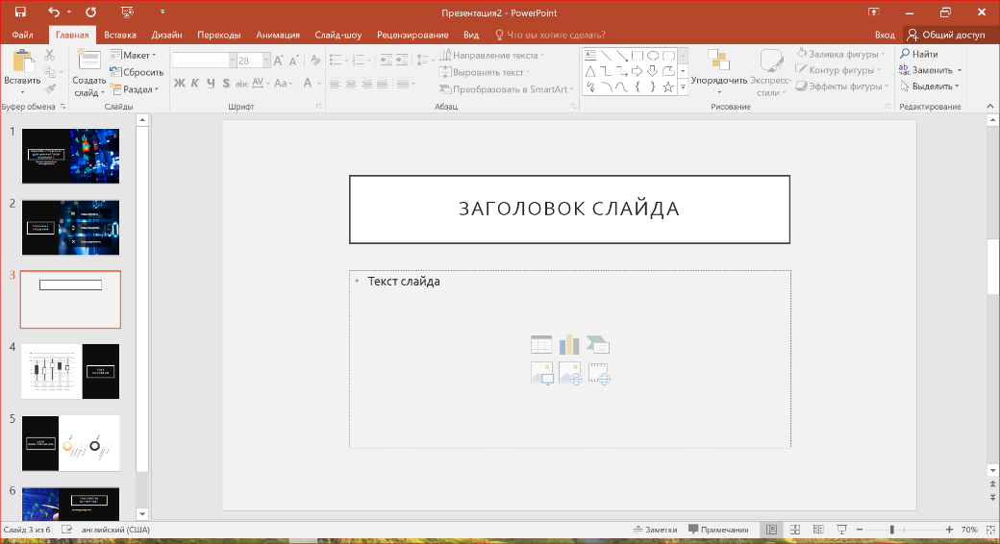 Презентация2 - PowerPoint
Файл Главная Вставка Дизайн Переходы Анимация Слайд-шоу Рецензирование Вид Что вы хотите сделать? Вход Общий доступ
Вставить
Буфер обмена
Создать слайд
Макет
Сбросить
Раздел
Слайды
28
Ж К Ч S abc AV Aa A
Шрифт
Направление текста
Выровнять текст
Преобразовать в SmartArt
Абзац
Упорядочить
Экспресс-стили
Заливка фигуры
Контур фигуры
Эффекты фигуры
Рисование
Найти
Заменить
Выделить
Редактирование
1
2
3
4
5
6
ЗАГОЛОВОК СЛАЙДА
• Текст слайда
Слайд 3 из 6 английский (США) Заметки Примечания 70%